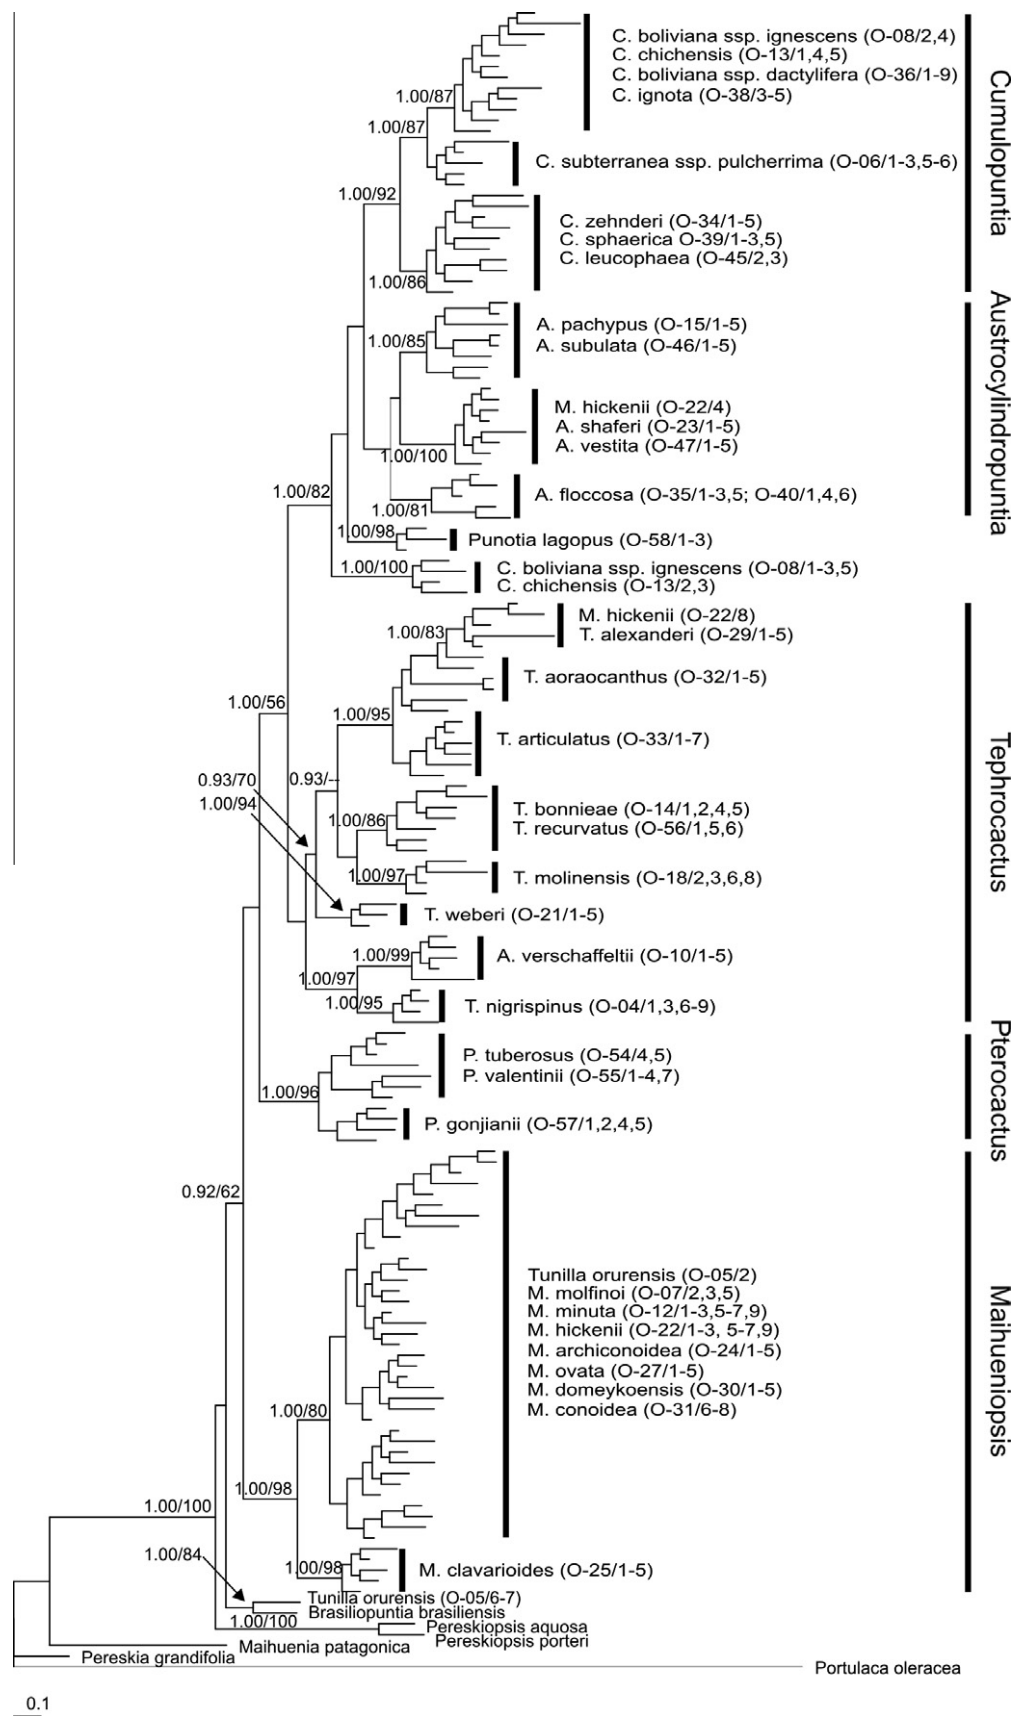 C. boliviana ssp. ignescens (O-08/2,4)
C. chichensis (O-13/1,4,5)
C. boliviana ssp. dactylifera (O-36/1-9)
C. ignota (O-38/3-5)
1.00/87
1.00/87
C. subterranea ssp. pulcherrima (O-06/1-3,5-6)
1.00/92
C. zehnderi (O-34/1-5)
C. sphaerica O-39/1-3,5)
C. leucophaea (O-45/2,3)
1.00/86
Cumulopuntia
A. pachypus (O-15/1-5)
A. subulata (O-46/1-5)
1.00/85
M. hickenii (O-22/4)
A. shaferi (O-23/1-5)
A. vestita (O-47/1-5)
1.00/100
A. floccosa (O-35/1-3,5; O-40/1,4,6)
1.00/81
Austrocylindropuntia
1.00/82
1.00/98
Punotia lagopus (O-58/1-3)
1.00/100
C. boliviana ssp. ignescens (O-08/1-3,5)
C. chichensis (O-13/2,3)
M. hickenii (O-22/8)
T. alexanderi (O-29/1-5)
1.00/83
T. aoraocanthus (O-32/1-5)
1.00/56
1.00/95
T. articulatus (O-33/1-7)
0.93/70
0.93/--
1.00/94
T. bonnieae (O-14/1,2,4,5)
T. recurvatus (O-56/1,5,6)
1.00/86
1.00/97
T. molinensis (O-18/2,3,6,8)
T. weberi (O-21/1-5)
1.00/99
A. verschaffeltii (O-10/1-5)
1.00/97
1.00/95
T. nigrispinus (O-04/1,3,6-9)
Tephrocactus
P. tuberosus (O-54/4,5)
P. valentinii (O-55/1-4,7)
1.00/96
P. gonjianii (O-57/1,2,4,5)
Pterocactus
0.92/62
Tunilla orurensis (O-05/2)
M. molfinoi (O-07/2,3,5)
M. minuta (O-12/1-3,5-7,9)
M. hickenii (O-22/1-3, 5-7,9)
M. archiconoidea (O-24/1-5)
M. ovata (O-27/1-5)
M. domeykoensis (O-30/1-5)
M. conoidea (O-31/6-8)
1.00/80
1.00/98
1.00/98
M. clavarioides (O-25/1-5)
Maihueniopsis
1.00/100
1.00/84
Tunilla orurensis (O-05/6-7)
Brasiliopuntia brasiliensis
1.00/100
Pereskiopsis aquosa
Pereskiopsis porteri
Maihuenia patagonica
Pereskia grandifolia
Portulaca oleracea
0.1